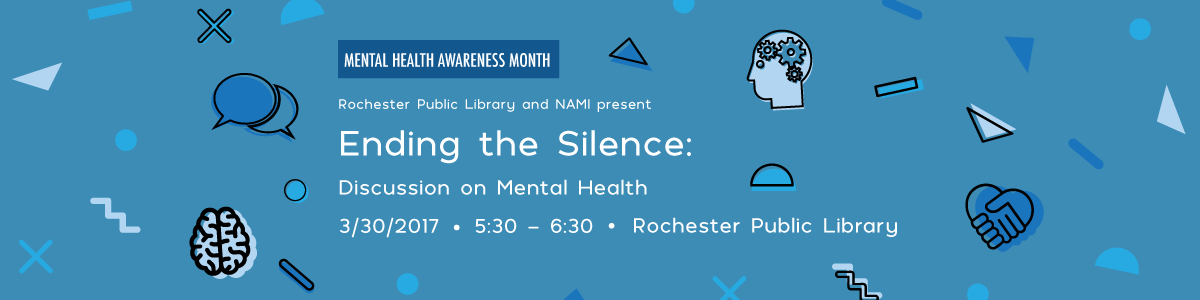 MENTAL HEALTH AWARENESS MONTH
Rochester Public Library and NAMI present
Ending the Silence:
Discussion on Mental Health
3/30/2017 • 5:30 – 6:30 • Rochester Public Library